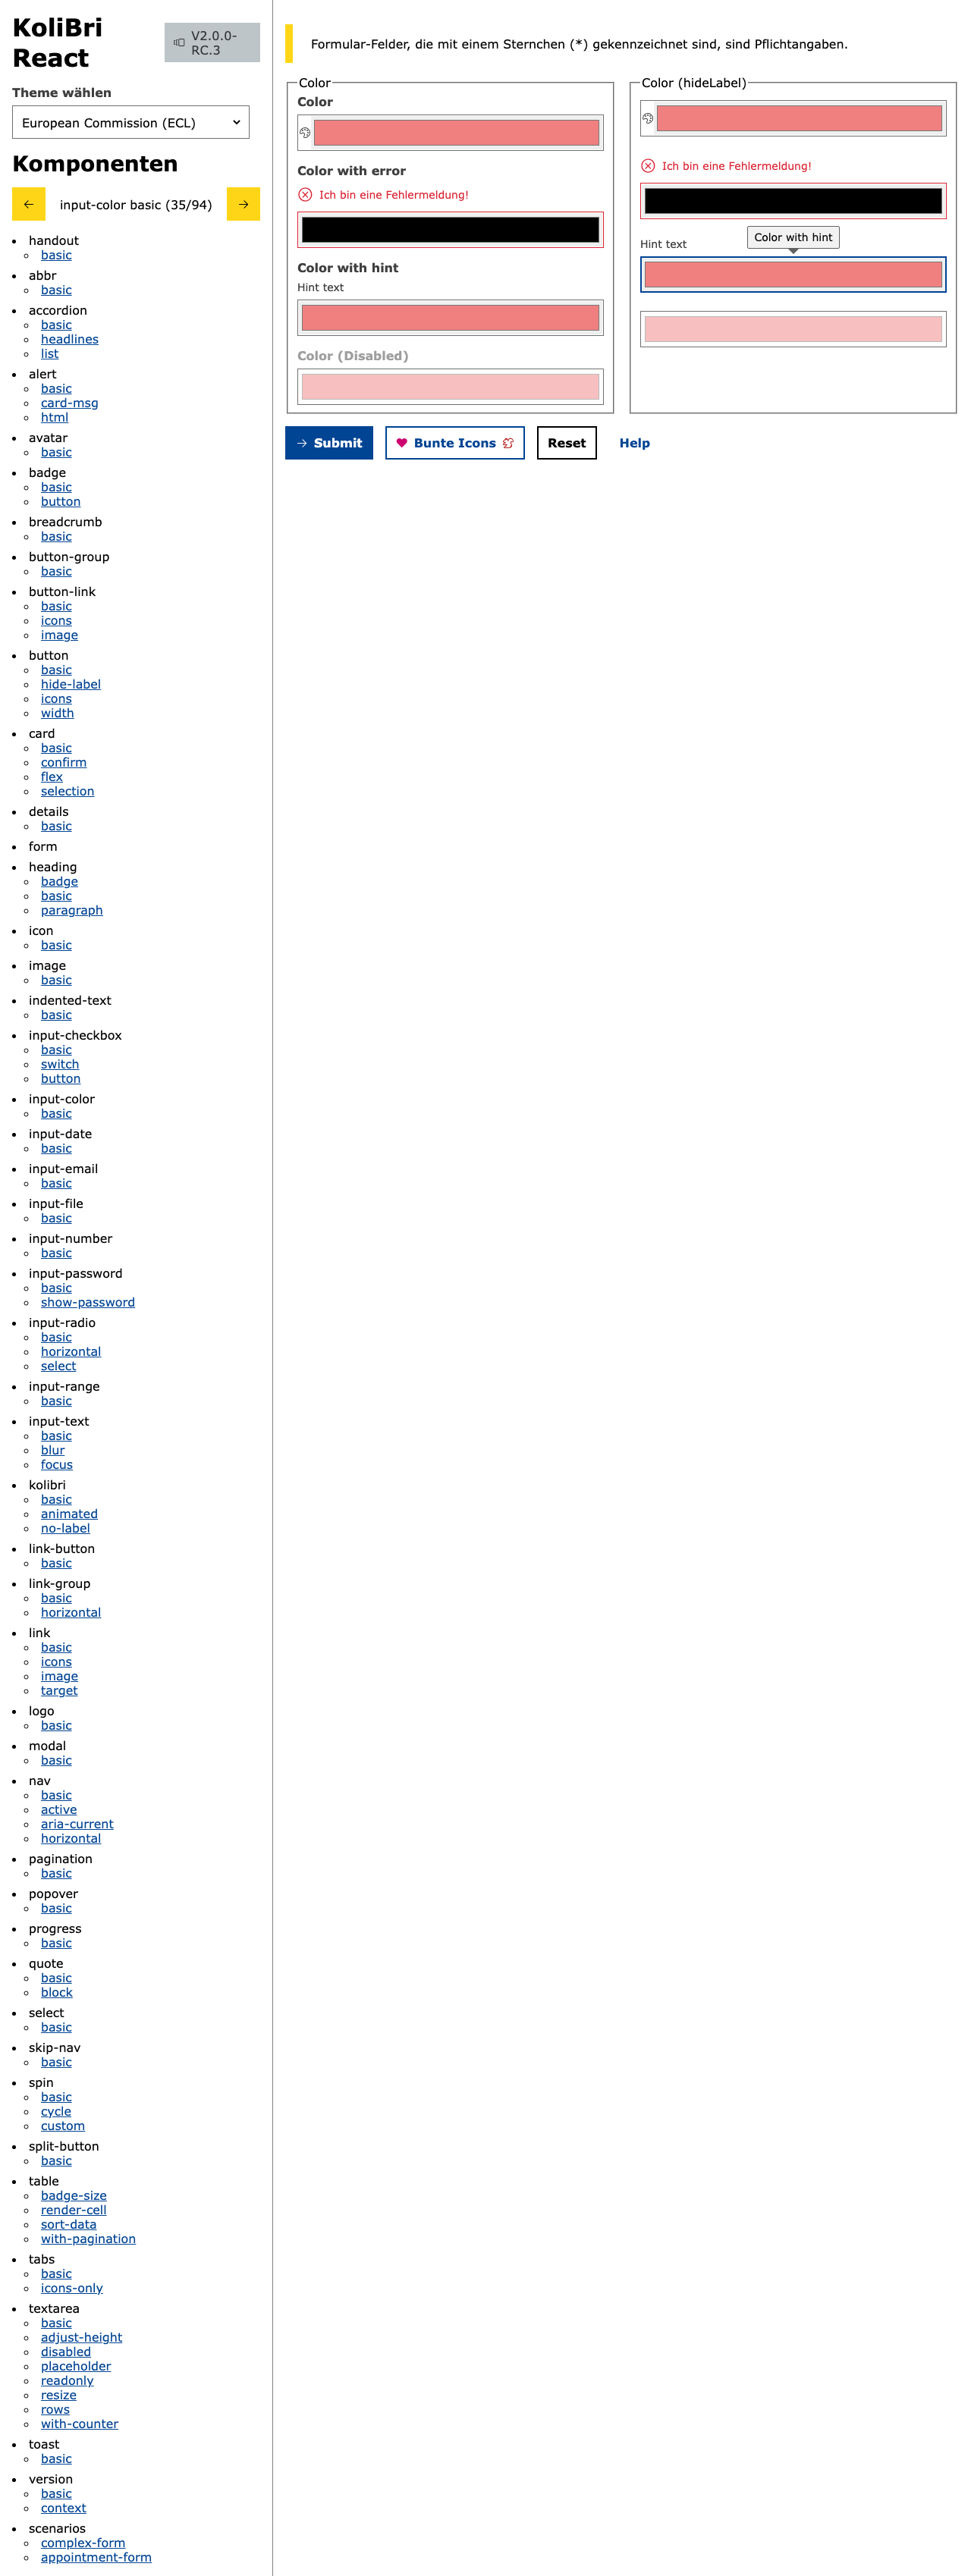 KoliBri
React
V2.0.0-
RC.3
Theme wählen
European Commission (ECL)
Komponenten
input-color basic (35/94)
handout
basic
abbr
basic
accordion
basic
headlines
list
alert
basic
card-msg
html
avatar
basic
badge
basic
button
breadcrumb
basic
button-group
basic
button-link
basic
icons
image
button
basic
hide-label
icons
width
card
basic
confirm
flex
selection
details
basic
form
heading
badge
basic
paragraph
icon
basic
image
basic
indented-text
basic
input-checkbox
basic
switch
button
input-color
basic
input-date
basic
input-email
basic
input-file
basic
input-number
basic
input-password
basic
show-password
input-radio
basic
horizontal
select
input-range
basic
input-text
basic
blur
focus
kolibri
basic
animated
no-label
link-button
basic
link-group
basic
horizontal
link
basic
icons
image
target
logo
basic
modal
basic
nav
basic
active
aria-current
horizontal
pagination
basic
popover
basic
progress
basic
quote
basic
block
select
basic
skip-nav
basic
spin
basic
cycle
custom
split-button
basic
table
badge-size
render-cell
sort-data
with-pagination
tabs
basic
icons-only
textarea
basic
adjust-height
disabled
placeholder
readonly
resize
rows
with-counter
toast
basic
version
basic
context
scenarios
complex-form
appointment-form
Formular-Felder, die mit einem Sternchen (*) gekennzeichnet sind, sind Pflichtangaben.
Color
Color
Color with error
Ich bin eine Fehlermeldung!
Color with hint
Hint text
Color (Disabled)
Color (hideLabel)
Ich bin eine Fehlermeldung!
Color with hint
Hint text
Submit
Bunte Icons
Reset
Help